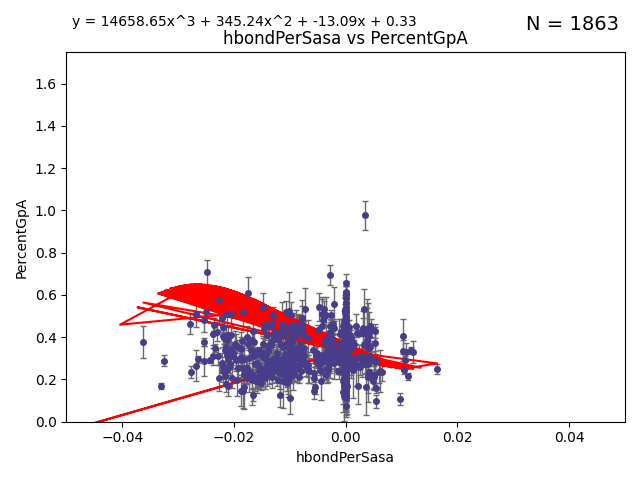 y = 14658.65x^3 + 345.24x^2 + -13.09x + 0.33
N = 1863
hbondPerSasa vs PercentGpA
1.6
1.4
1.2
1.0
0.8
0.6
0.4
0.2
0.0
PercentGpA
−0.04 −0.02 0.00 0.02 0.04
hbondPerSasa